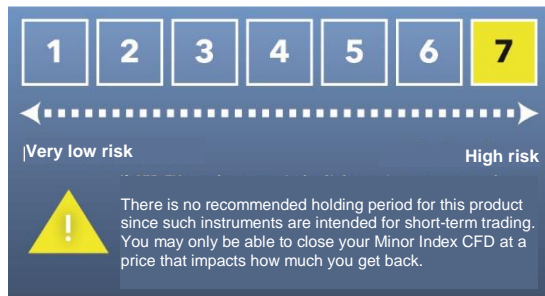 1 2 3 4 5 6 7
Very low risk
High risk
!
There is no recommended holding period for this product
since such instruments are intended for short-term trading.
You may only be able to close your Minor Index CFD at a
price that impacts how much you get back.